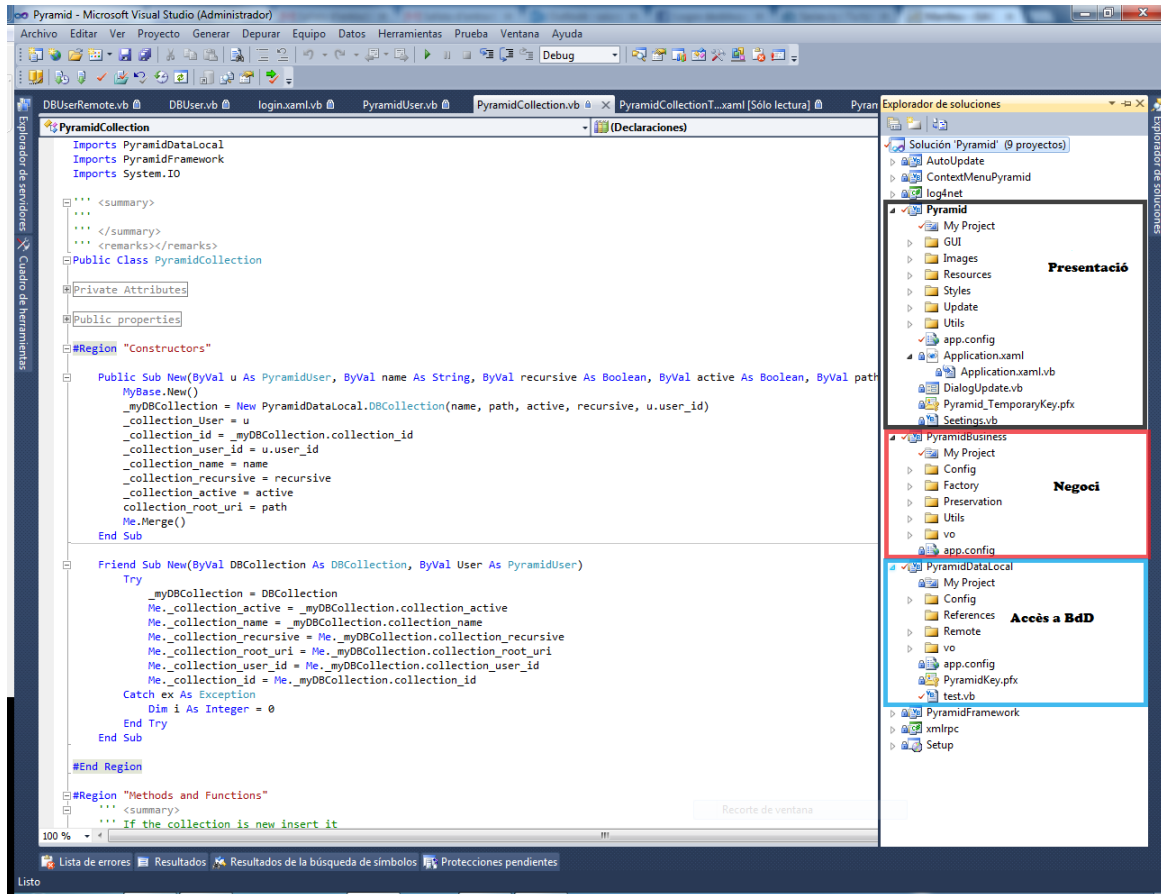 Pyramid - Microsoft Visual Studio (Administrador)
Archivo Editar Ver Proyecto Generar Depurar Equipo Datos Herramientas Prueba Ventana Ayuda
Debug
DBUserRemote.vb DBUser.vb login.xaml.vb PyramidUser.vb PyramidCollection.vb PyramidCollectionT...xaml [Sólo lectura] Pyran
PyramidCollection (Declaraciones)
Imports PyramidDataLocal
Imports PyramidFramework
Imports System.IO
''' <summary>
'''
''' </summary>
''' <remarks></remarks>
Public Class PyramidCollection
Private Attributes
Public properties
#Region "Constructors"
Public Sub New(ByVal u As PyramidUser, ByVal name As String, ByVal recursive As Boolean, ByVal active As Boolean, ByVal path
MyBase.New()
_myDBCollection = New PyramidDataLocal.DBCollection(name, path, active, recursive, u.user_id)
_collection_User = u
_collection_id = _myDBCollection.collection_id
_collection_user_id = u.user_id
_collection_name = name
_collection_recursive = recursive
_collection_active = active
collection_root_uri = path
Me.Merge()
End Sub
Friend Sub New(ByVal DBCollection As DBCollection, ByVal User As PyramidUser)
Try
_myDBCollection = DBCollection
Me._collection_active = _myDBCollection.collection_active
Me._collection_name = _myDBCollection.collection_name
Me._collection_recursive = Me._myDBCollection.collection_recursive
Me._collection_root_uri = Me._myDBCollection.collection_root_uri
Me._collection_user_id = Me._myDBCollection.collection_user_id
Me._collection_id = Me._myDBCollection.collection_id
Catch ex As Exception
Dim i As Integer = 0
End Try
End Sub
#End Region
#Region "Methods and Functions"
''' <summary>
''' If the collection is new insert it
100 %
Recorte de ventana
Explorador de servidores
Cuadro de herramientas
Explorador de soluciones
Solución 'Pyramid' (9 proyectos)
AutoUpdate
ContextMenuPyramid
log4net
Pyramid
My Project
GUI
Images
Resources
Styles
Update
Utils
app.config
Application.xaml
Application.xaml.vb
DialogUpdate.vb
Pyramid_TemporaryKey.pfx
Seetings.vb
Presentació
PyramidBusiness
My Project
Config
Factory
Preservation
Utils
vo
app.config
Negoci
PyramidDataLocal
My Project
Config
References
Remote
vo
app.config
PyramidKey.pfx
test.vb
Accès a BdD
PyramidFramework
xmlrpc
Setup
Explorador de soluciones
Lista de errores Resultados Resultados de la búsqueda de símbolos Protecciones pendientes
Listo